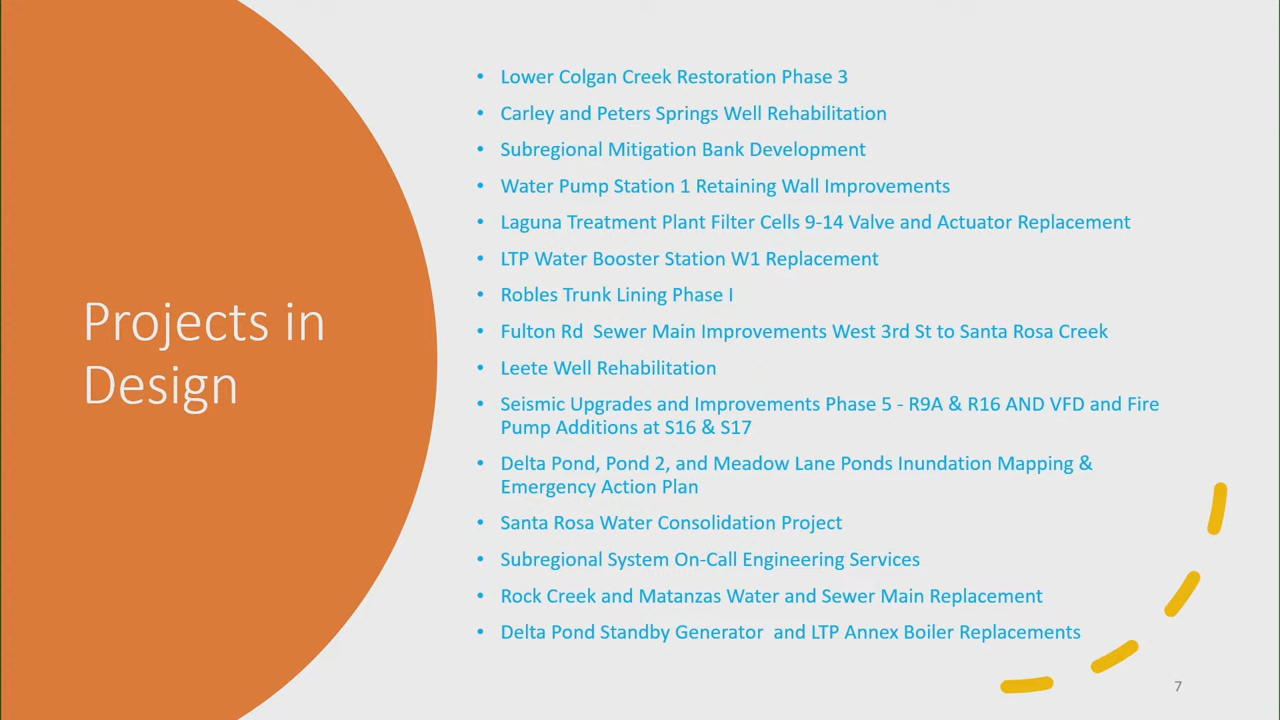 Projects in
Design
• Lower Colgan Creek Restoration Phase 3
• Carley and Peters Springs Well Rehabilitation
• Subregional Mitigation Bank Development
• Water Pump Station 1 Retaining Wall Improvements
• Laguna Treatment Plant Filter Cells 9-14 Valve and Actuator Replacement
• LTP Water Booster Station W1 Replacement
• Robles Trunk Lining Phase I
• Fulton Rd  Sewer Main Improvements West 3rd St to Santa Rosa Creek
• Leete Well Rehabilitation
• Seismic Upgrades and Improvements Phase 5 - R9A & R16 AND VFD and Fire
Pump Additions at S16 & S17
• Delta Pond, Pond 2, and Meadow Lane Ponds Inundation Mapping &
Emergency Action Plan
• Santa Rosa Water Consolidation Project
• Subregional System On-Call Engineering Services
• Rock Creek and Matanzas Water and Sewer Main Replacement
• Delta Pond Standby Generator  and LTP Annex Boiler Replacements
7